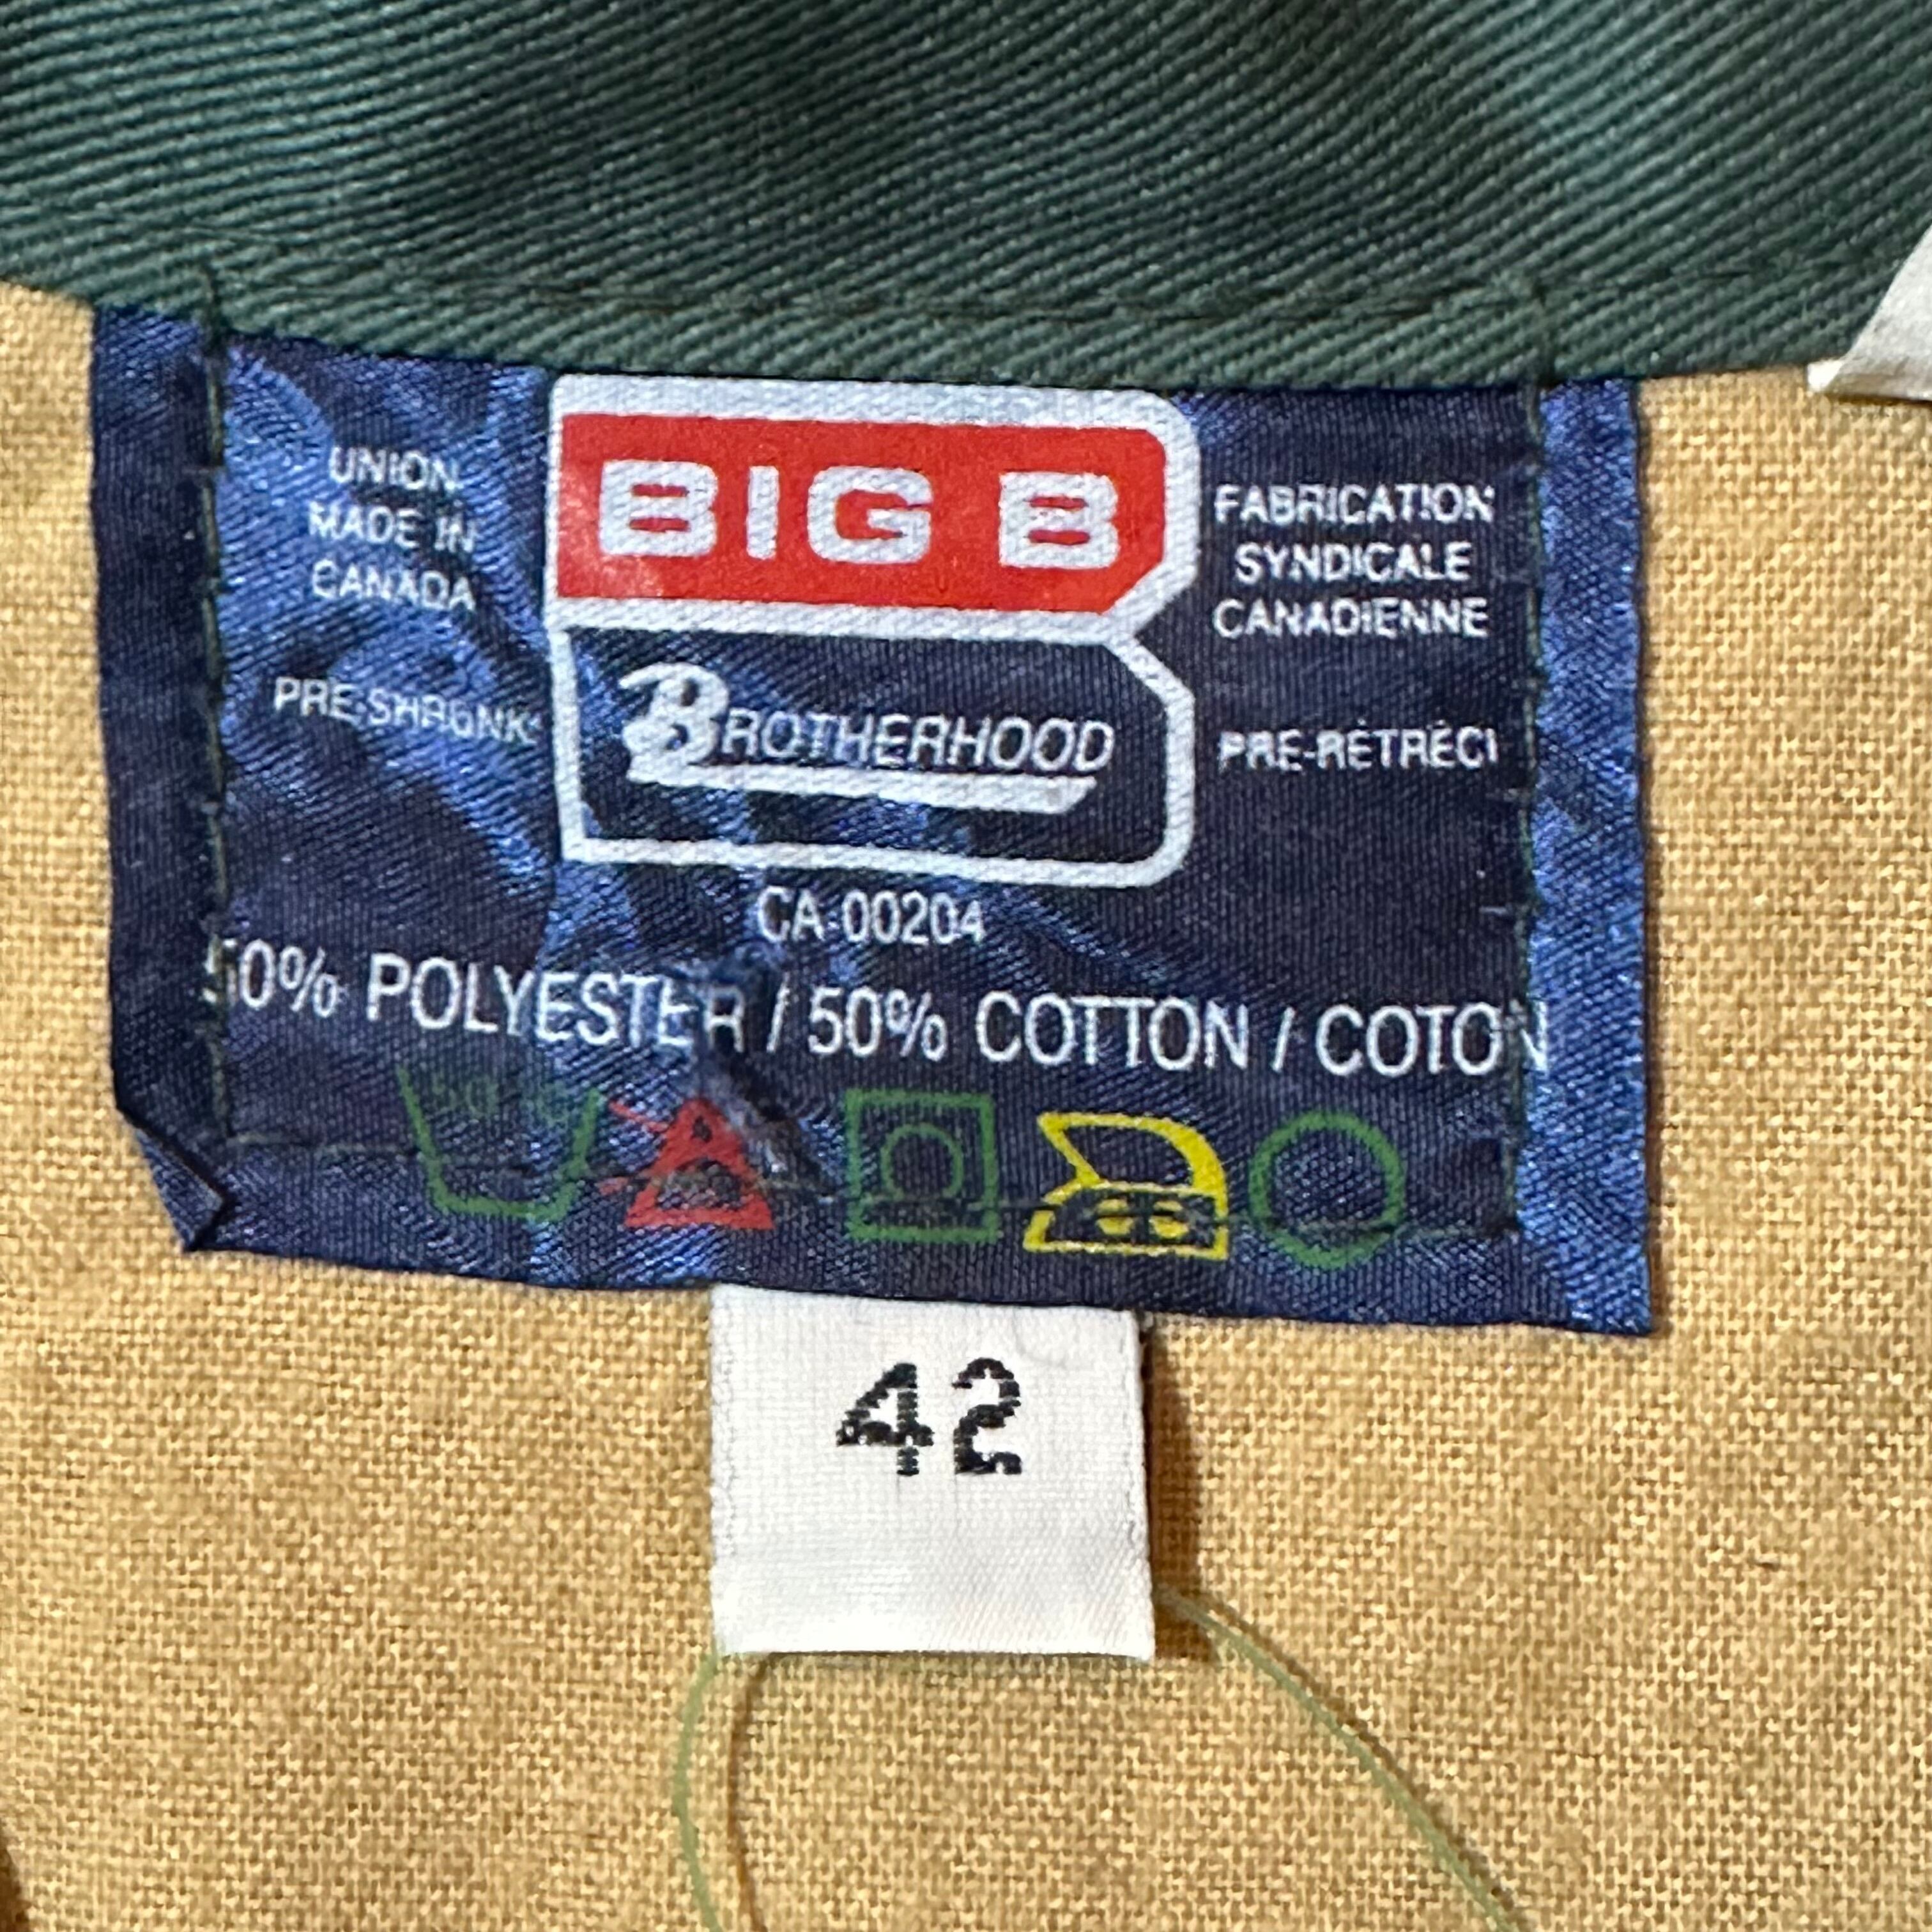 UNION
MADE IN
CANADA
PRE-SHRUNK
BIG B
BROTHERHOOD
FABRICATION
SYNDICALE
CANADIENNE
PRE-RÉTRÉCI
CA-00204
50% POLYESTER / 50% COTTON / COTON
42